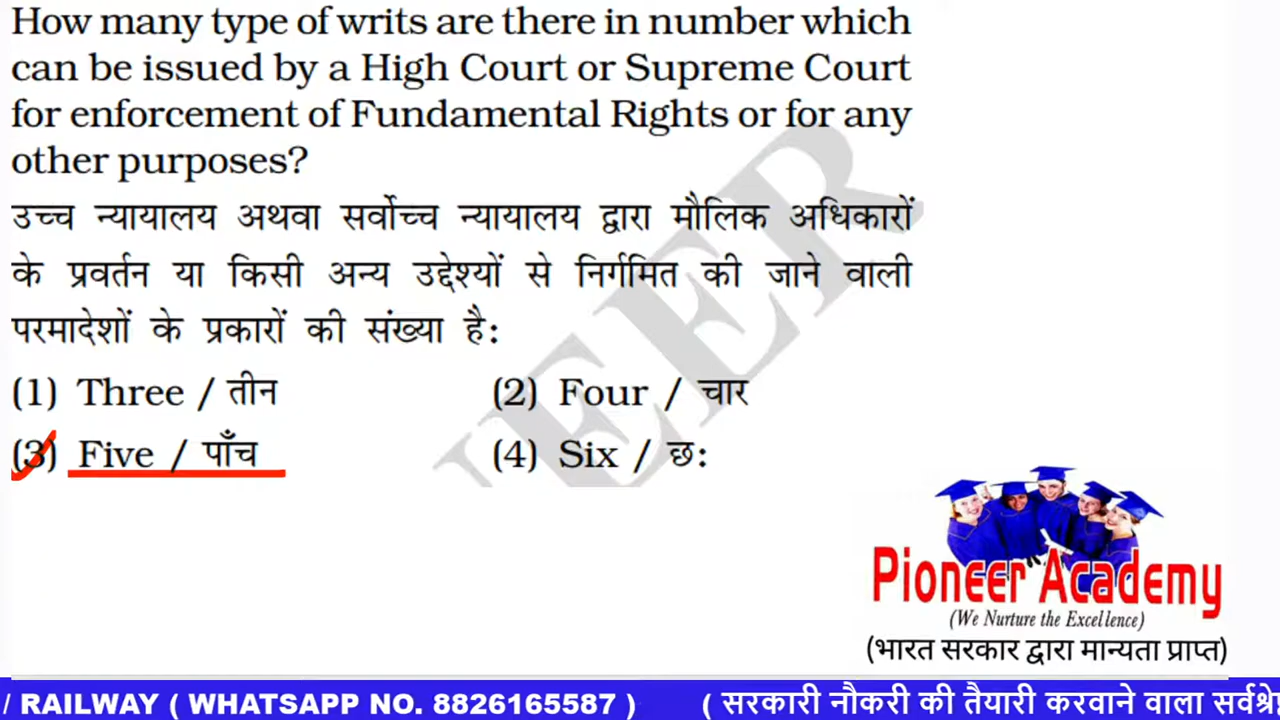 How many type of writs are there in number which
can be issued by a High Court or Supreme Court
for enforcement of Fundamental Rights or for any
other purposes?
उच्च न्यायालय अथवा सर्वोच्च न्यायालय द्वारा मौलिक अधिकारों
के प्रवर्तन या किसी अन्य उद्देश्यों से निर्गमित की जाने वाली
परमादेशों के प्रकारों की संख्या है:
(1) Three / तीन (2) Four / चार
(3) Five / पाँच (4) Six / छ:
Pioneer Academy
(We Nurture the Excellence)
(भारत सरकार द्वारा मान्यता प्राप्त)
/ RAILWAY ( WHATSAPP NO. 8826165587 ) ( सरकारी नौकरी की तैयारी करवाने वाला